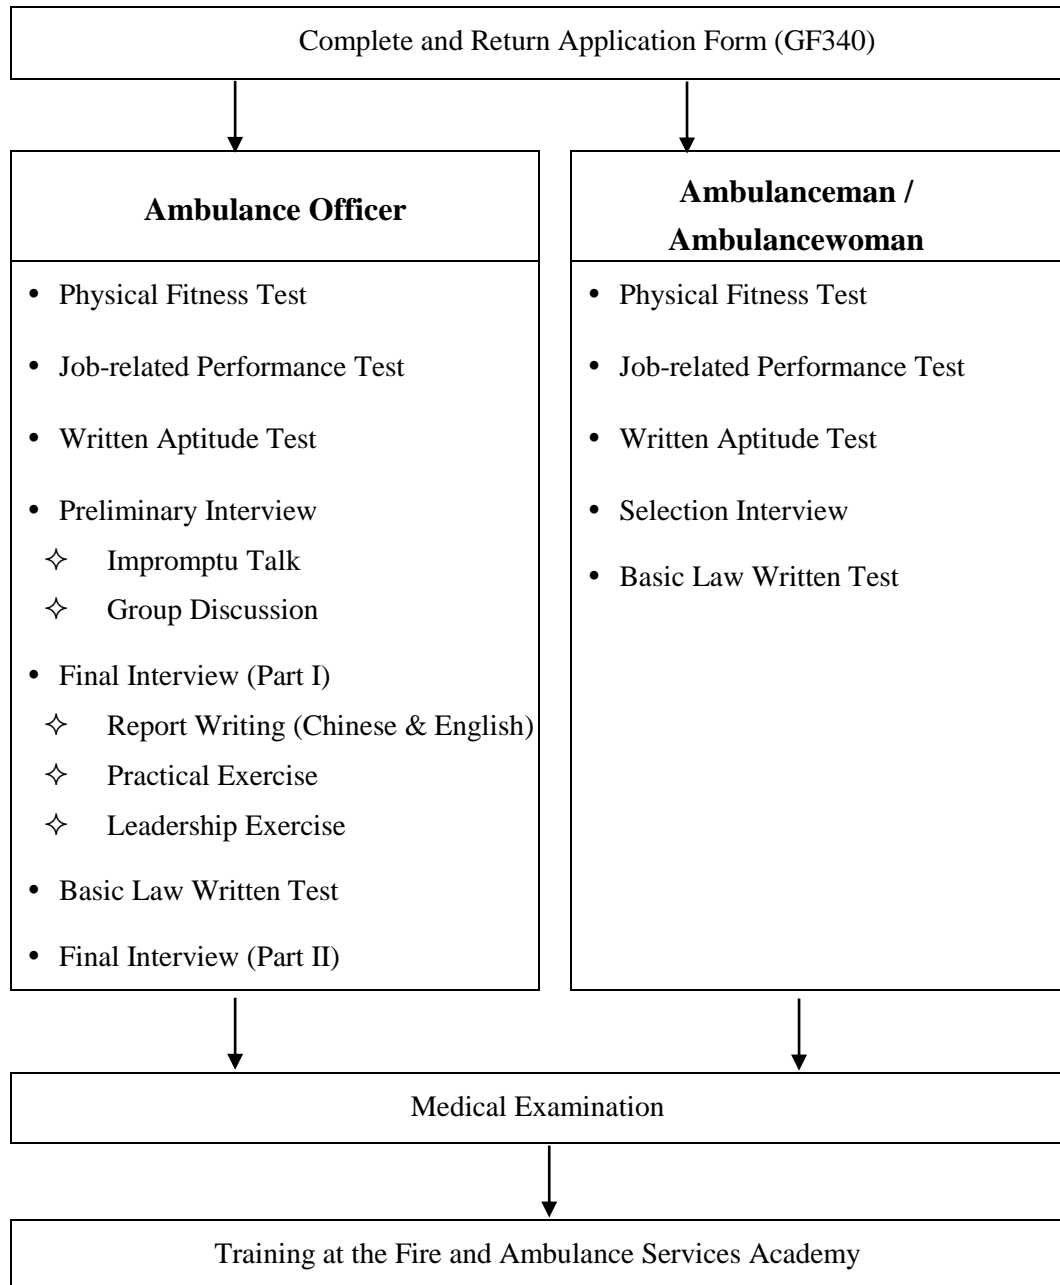 Complete and Return Application Form (GF340)
Ambulance Officer
• Physical Fitness Test
• Job-related Performance Test
• Written Aptitude Test
• Preliminary Interview
✧ Impromptu Talk
✧ Group Discussion
• Final Interview (Part I)
✧ Report Writing (Chinese & English)
✧ Practical Exercise
✧ Leadership Exercise
• Basic Law Written Test
• Final Interview (Part II)
Ambulanceman /
Ambulancewoman
• Physical Fitness Test
• Job-related Performance Test
• Written Aptitude Test
• Selection Interview
• Basic Law Written Test
Medical Examination
Training at the Fire and Ambulance Services Academy